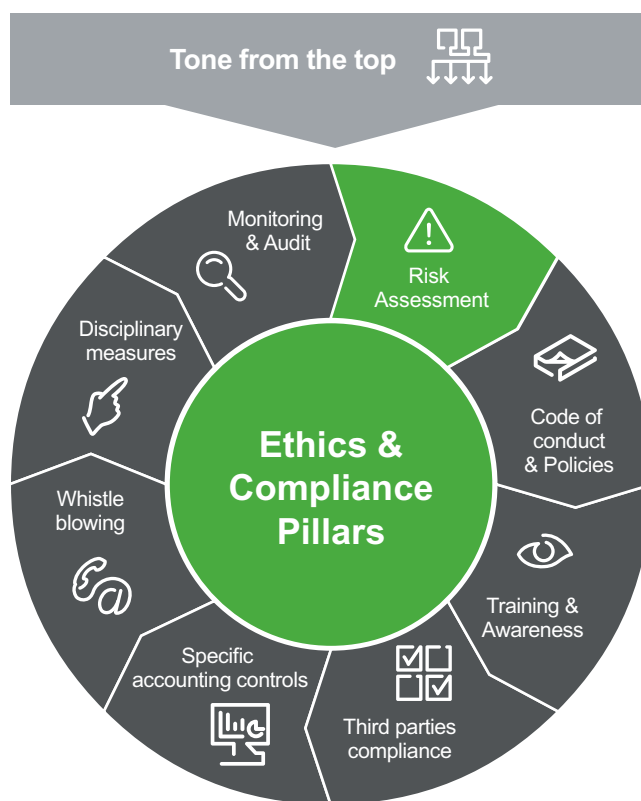 Tone from the top
Risk
Assessment
Code of
conduct
& Policies
Training &
Awareness
Third parties
compliance
Specific
accounting controls
Whistle
blowing
Disciplinary
measures
Monitoring
& Audit
Ethics &
Compliance
Pillars